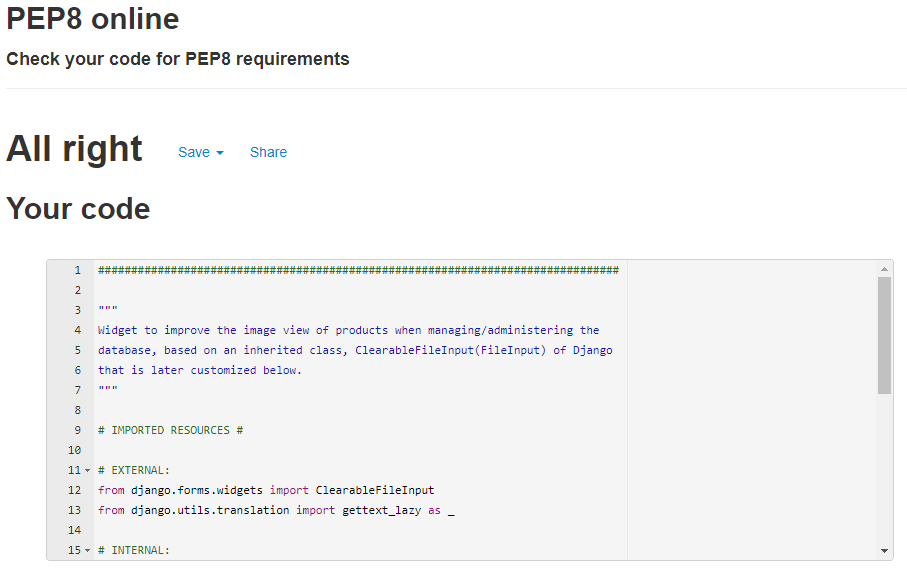 PEP8 online
Check your code for PEP8 requirements
All right Save Share
Your code
1 ###############################################################################
2
3 """
4 Widget to improve the image view of products when managing/administering the
5 database, based on an inherited class, ClearableFileInput(FileInput) of Django
6 that is later customized below.
7 """
8
9 # IMPORTED RESOURCES #
10
11 # EXTERNAL:
12 from django.forms.widgets import ClearableFileInput
13 from django.utils.translation import gettext_lazy as _
14
15 # INTERNAL: